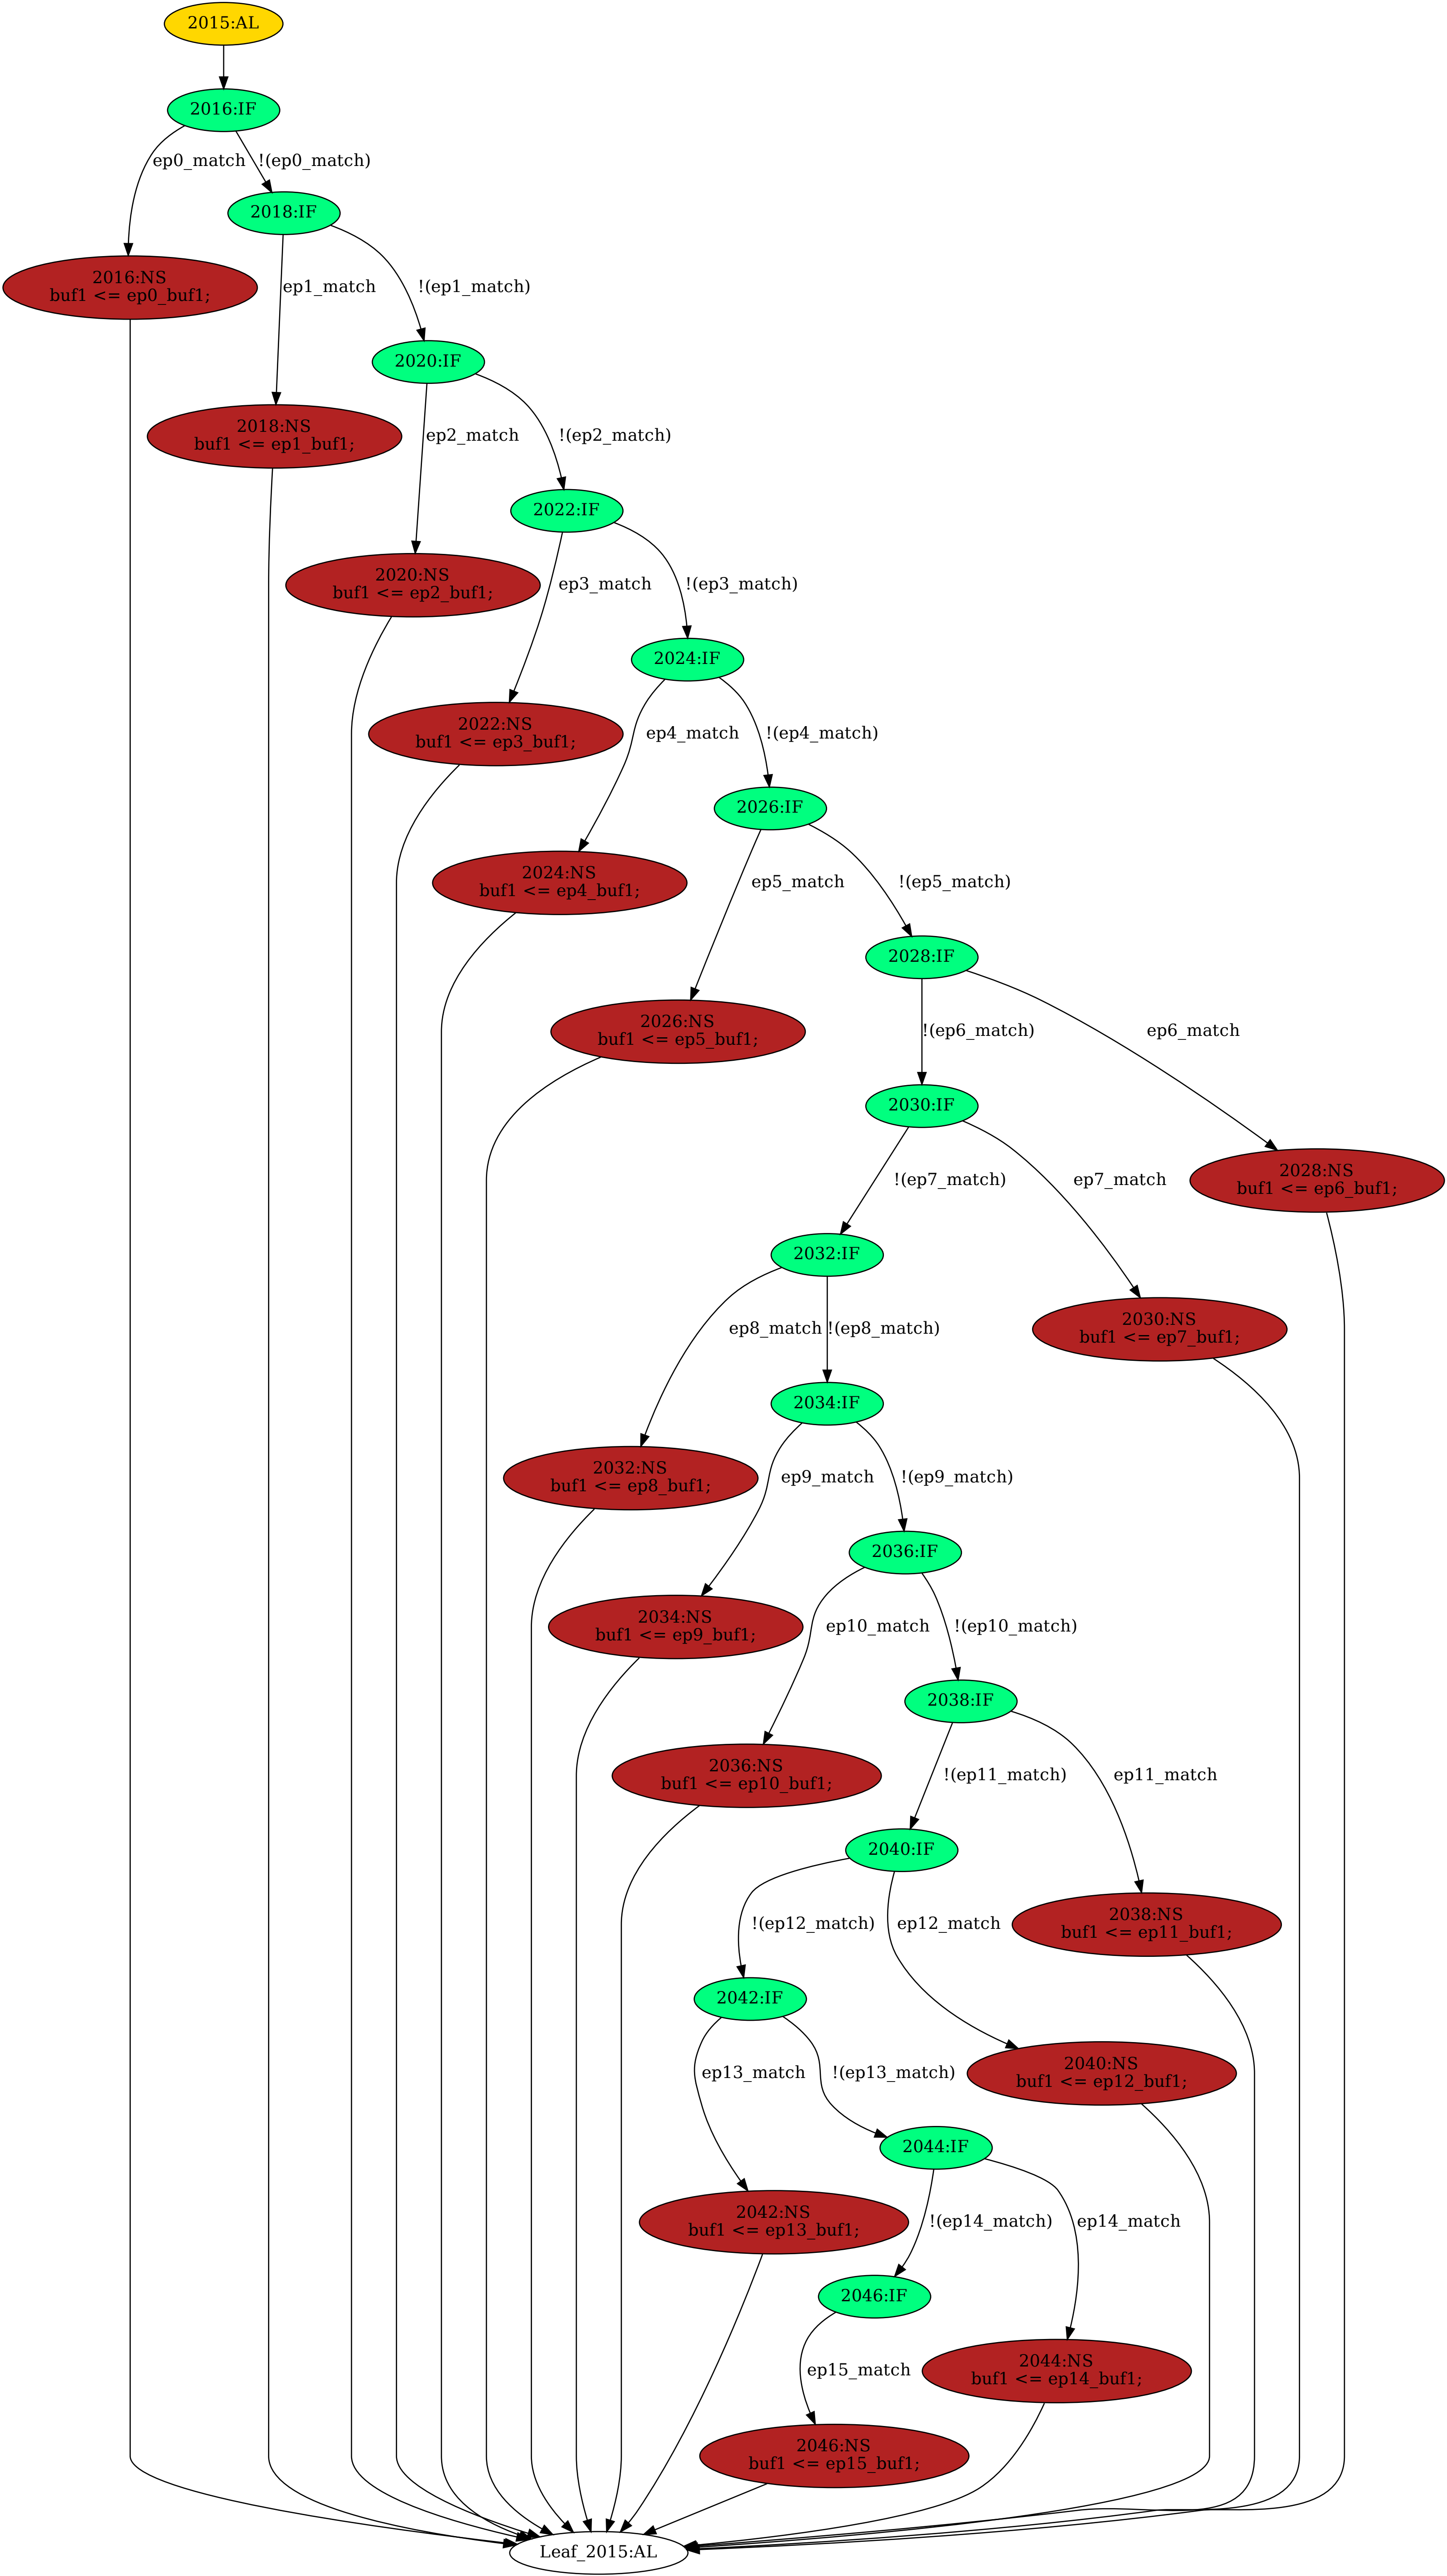 2015:AL
2016:IF
ep0_match
!(ep0_match)
2018:IF
2016:NS
buf1 <= ep0_buf1;
ep1_match
!(ep1_match)
2020:IF
2018:NS
buf1 <= ep1_buf1;
ep2_match
!(ep2_match)
2022:IF
2020:NS
buf1 <= ep2_buf1;
ep3_match
!(ep3_match)
2024:IF
2022:NS
buf1 <= ep3_buf1;
ep4_match
!(ep4_match)
2026:IF
2024:NS
buf1 <= ep4_buf1;
ep5_match
!(ep5_match)
2028:IF
2026:NS
buf1 <= ep5_buf1;
!(ep6_match)
ep6_match
2030:IF
2028:NS
buf1 <= ep6_buf1;
!(ep7_match)
ep7_match
2032:IF
2030:NS
buf1 <= ep7_buf1;
ep8_match
!(ep8_match)
2034:IF
2032:NS
buf1 <= ep8_buf1;
ep9_match
!(ep9_match)
2036:IF
2034:NS
buf1 <= ep9_buf1;
ep10_match
!(ep10_match)
2038:IF
2036:NS
buf1 <= ep10_buf1;
!(ep11_match)
ep11_match
2040:IF
2038:NS
buf1 <= ep11_buf1;
!(ep12_match)
ep12_match
2042:IF
2040:NS
buf1 <= ep12_buf1;
ep13_match
!(ep13_match)
2044:IF
2042:NS
buf1 <= ep13_buf1;
!(ep14_match)
ep14_match
2046:IF
2044:NS
buf1 <= ep14_buf1;
ep15_match
2046:NS
buf1 <= ep15_buf1;
Leaf_2015:AL